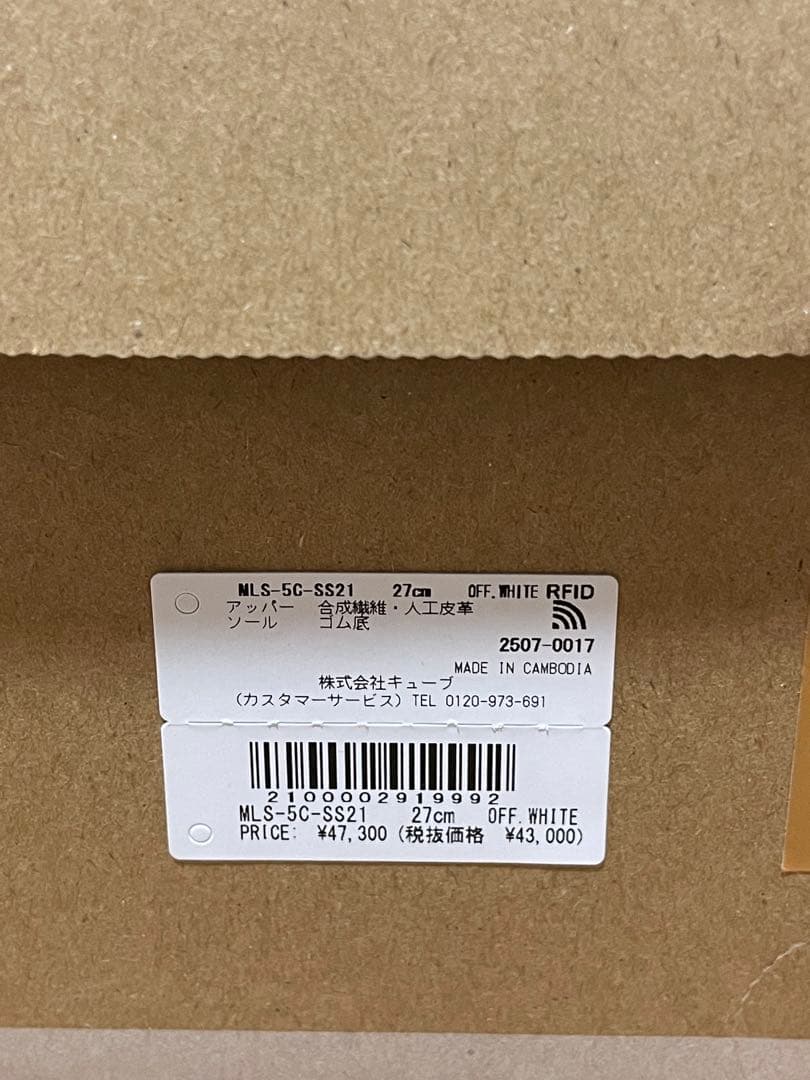 MLS-5C-SS21 27cm OFF.WHITE RFID
アッパー 合成繊維・人工皮革
ソール ゴム底
2507-0017
MADE IN CAMBODIA
株式会社キューブ
(カスタマーサービス) TEL 0120-973-691
2100002919992
MLS-5C-SS21 27cm OFF.WHITE
PRICE: ¥47,300 (税抜価格 ¥43,000)